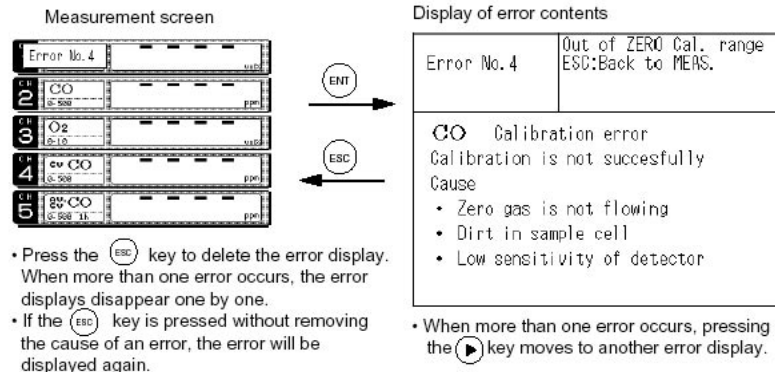 Measurement screen
Error No.4
CH 2 CO
0-500 ppm
CH 3 O2
0-10 vol%
CH 4 cv CO
0-500 ppm
CH 5 CO
0-500 1h ppm
ENT
ESC
• Press the ESC key to delete the error display.
When more than one error occurs, the error
displays disappear one by one.
• If the ESC key is pressed without removing
the cause of an error, the error will be
displayed again.
Display of error contents
Error No.4
Out of ZERO Cal. range
ESC:Back to MEAS.
CO Calibration error
Calibration is not succesfully
Cause
• Zero gas is not flowing
• Dirt in sample cell
• Low sensitivity of detector
• When more than one error occurs, pressing
the ▶ key moves to another error display.